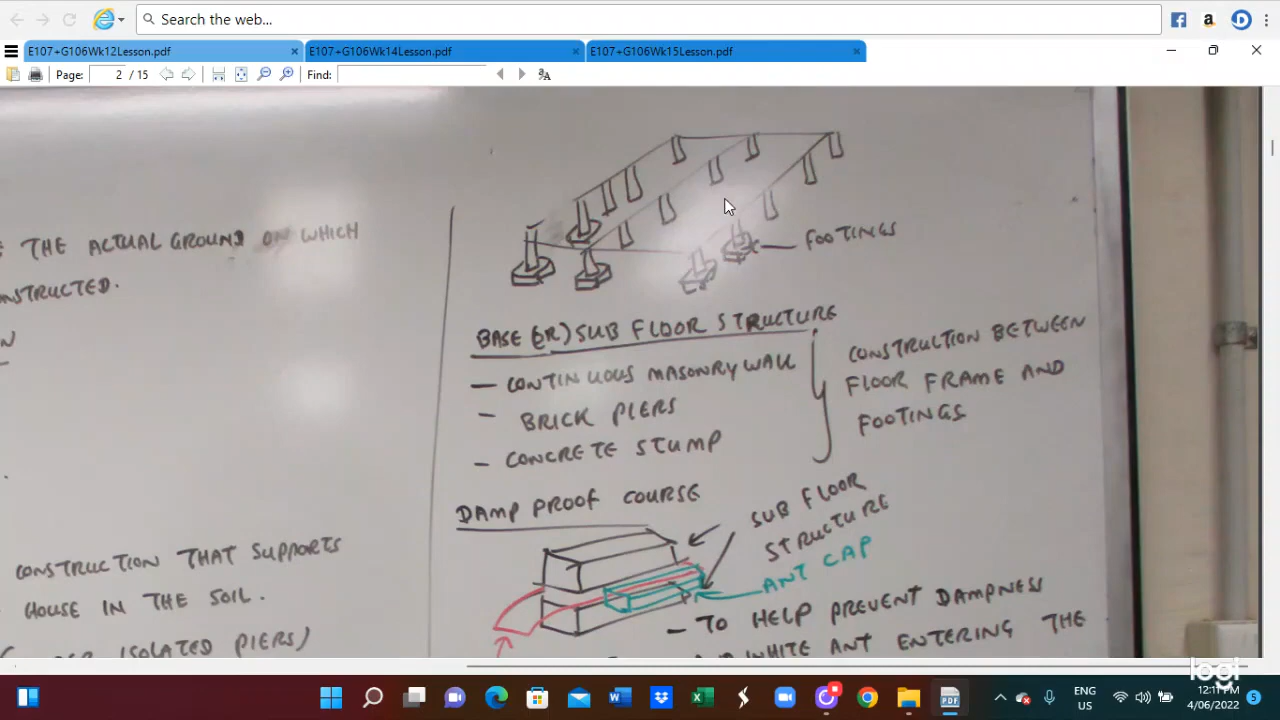 Search the web...
E107+G106Wk12Lesson.pdf
E107+G106Wk14Lesson.pdf
E107+G106Wk15Lesson.pdf
Page: 2 / 15
Find:
THE ACTUAL GROUND ON WHICH
CONSTRUCTION THAT SUPPORTS
HOUSE IN THE SOIL.
ISOLATED PIERS)
FOOTINGS
BASE (OR) SUB FLOOR STRUCTURE
- CONTINUOUS MASONRY WALL
- BRICK PIERS
- CONCRETE STUMP
CONSTRUCTION BETWEEN
FLOOR FRAME AND
FOOTINGS
DAMP PROOF COURSE
SUB FLOOR
STRUCTURE
ANT CAP
- TO HELP PREVENT DAMPNESS
WHITE ANT ENTERING THE
logi
ENG
US
12:11 PM
4/06/2022
5